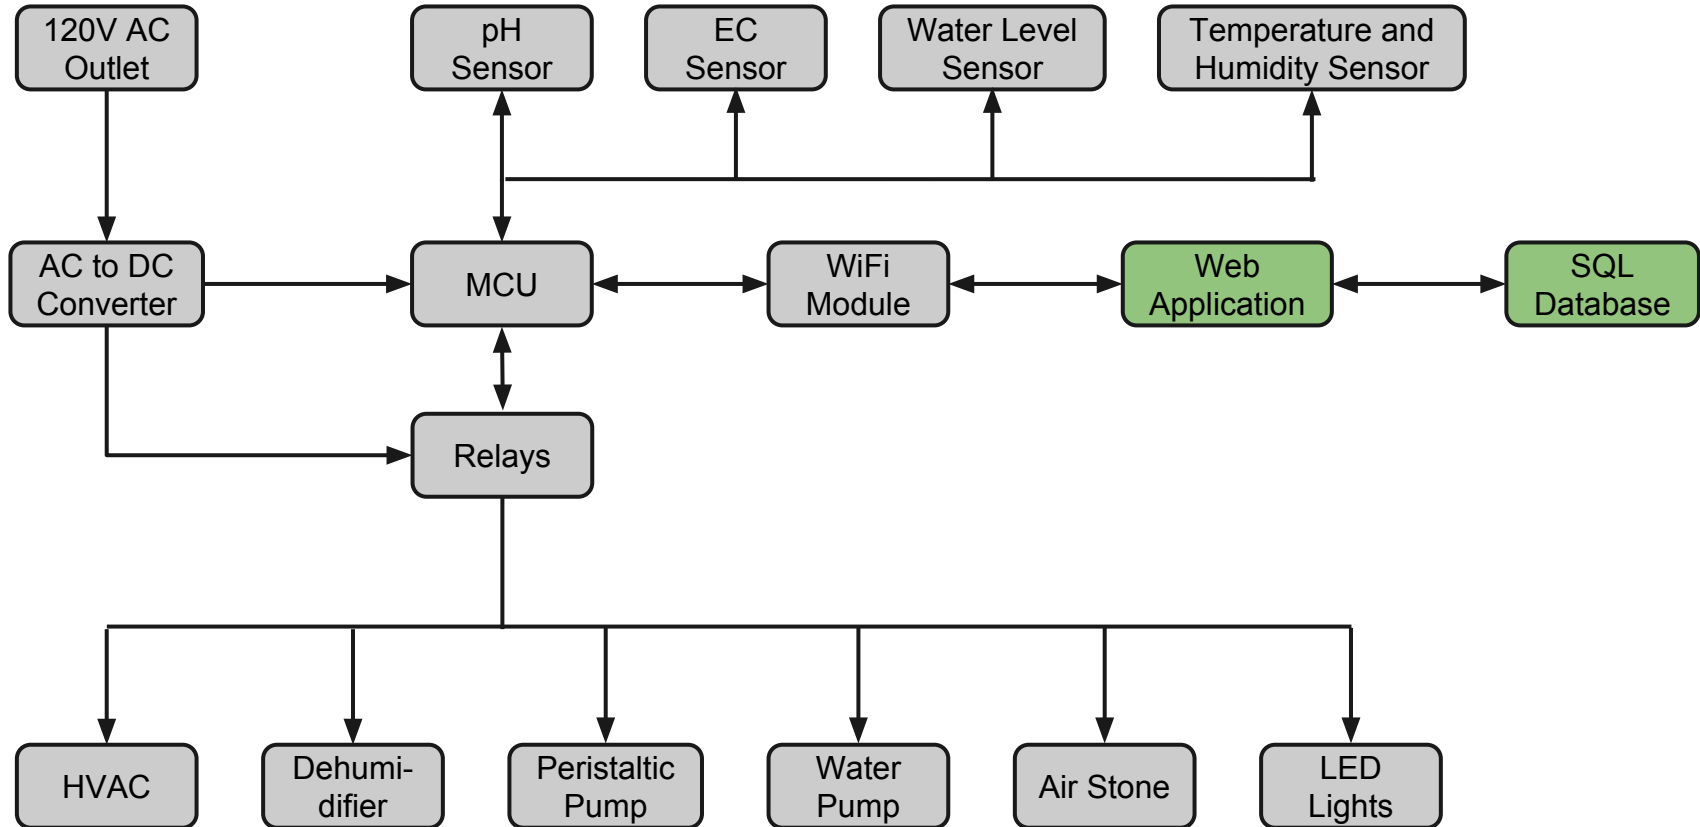 120V AC
Outlet
pH
Sensor
EC
Sensor
Water Level
Sensor
Temperature and
Humidity Sensor
AC to DC
Converter
MCU
WiFi
Module
Web
Application
SQL
Database
Relays
HVAC
Dehumi-
difier
Peristaltic
Pump
Water
Pump
Air Stone
LED
Lights